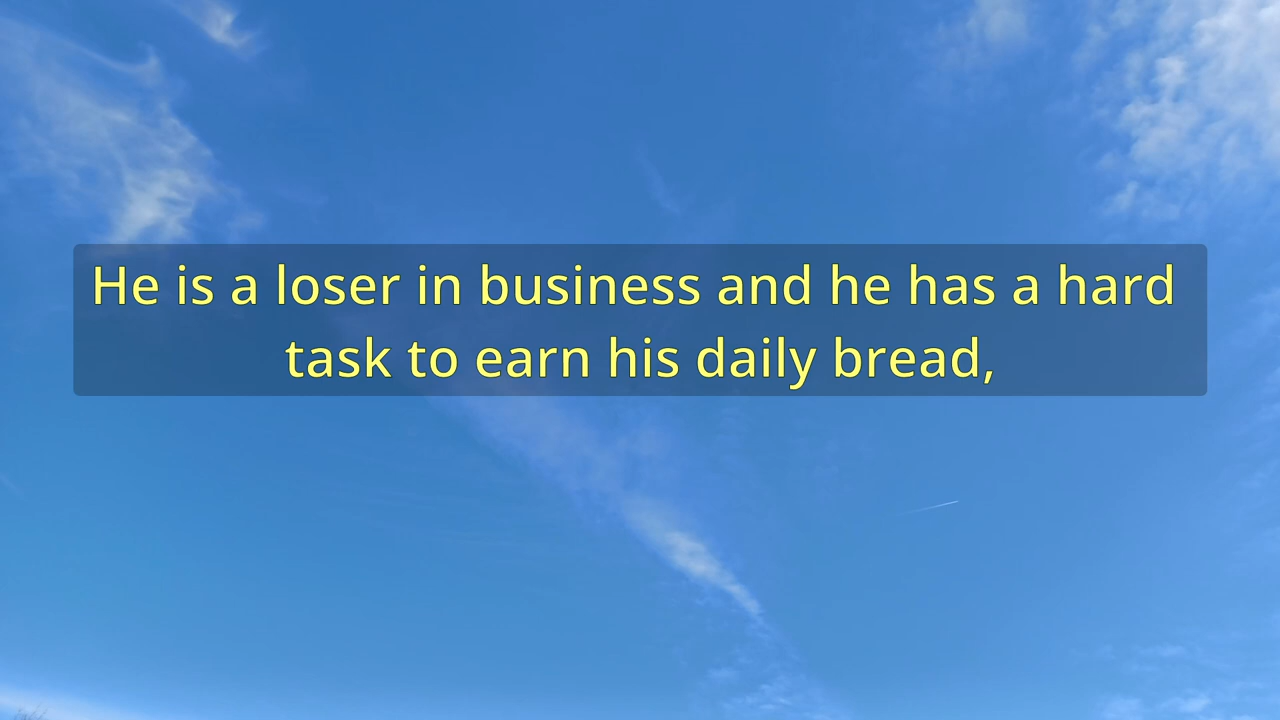 He is a loser in business and he has a hard
task to earn his daily bread,